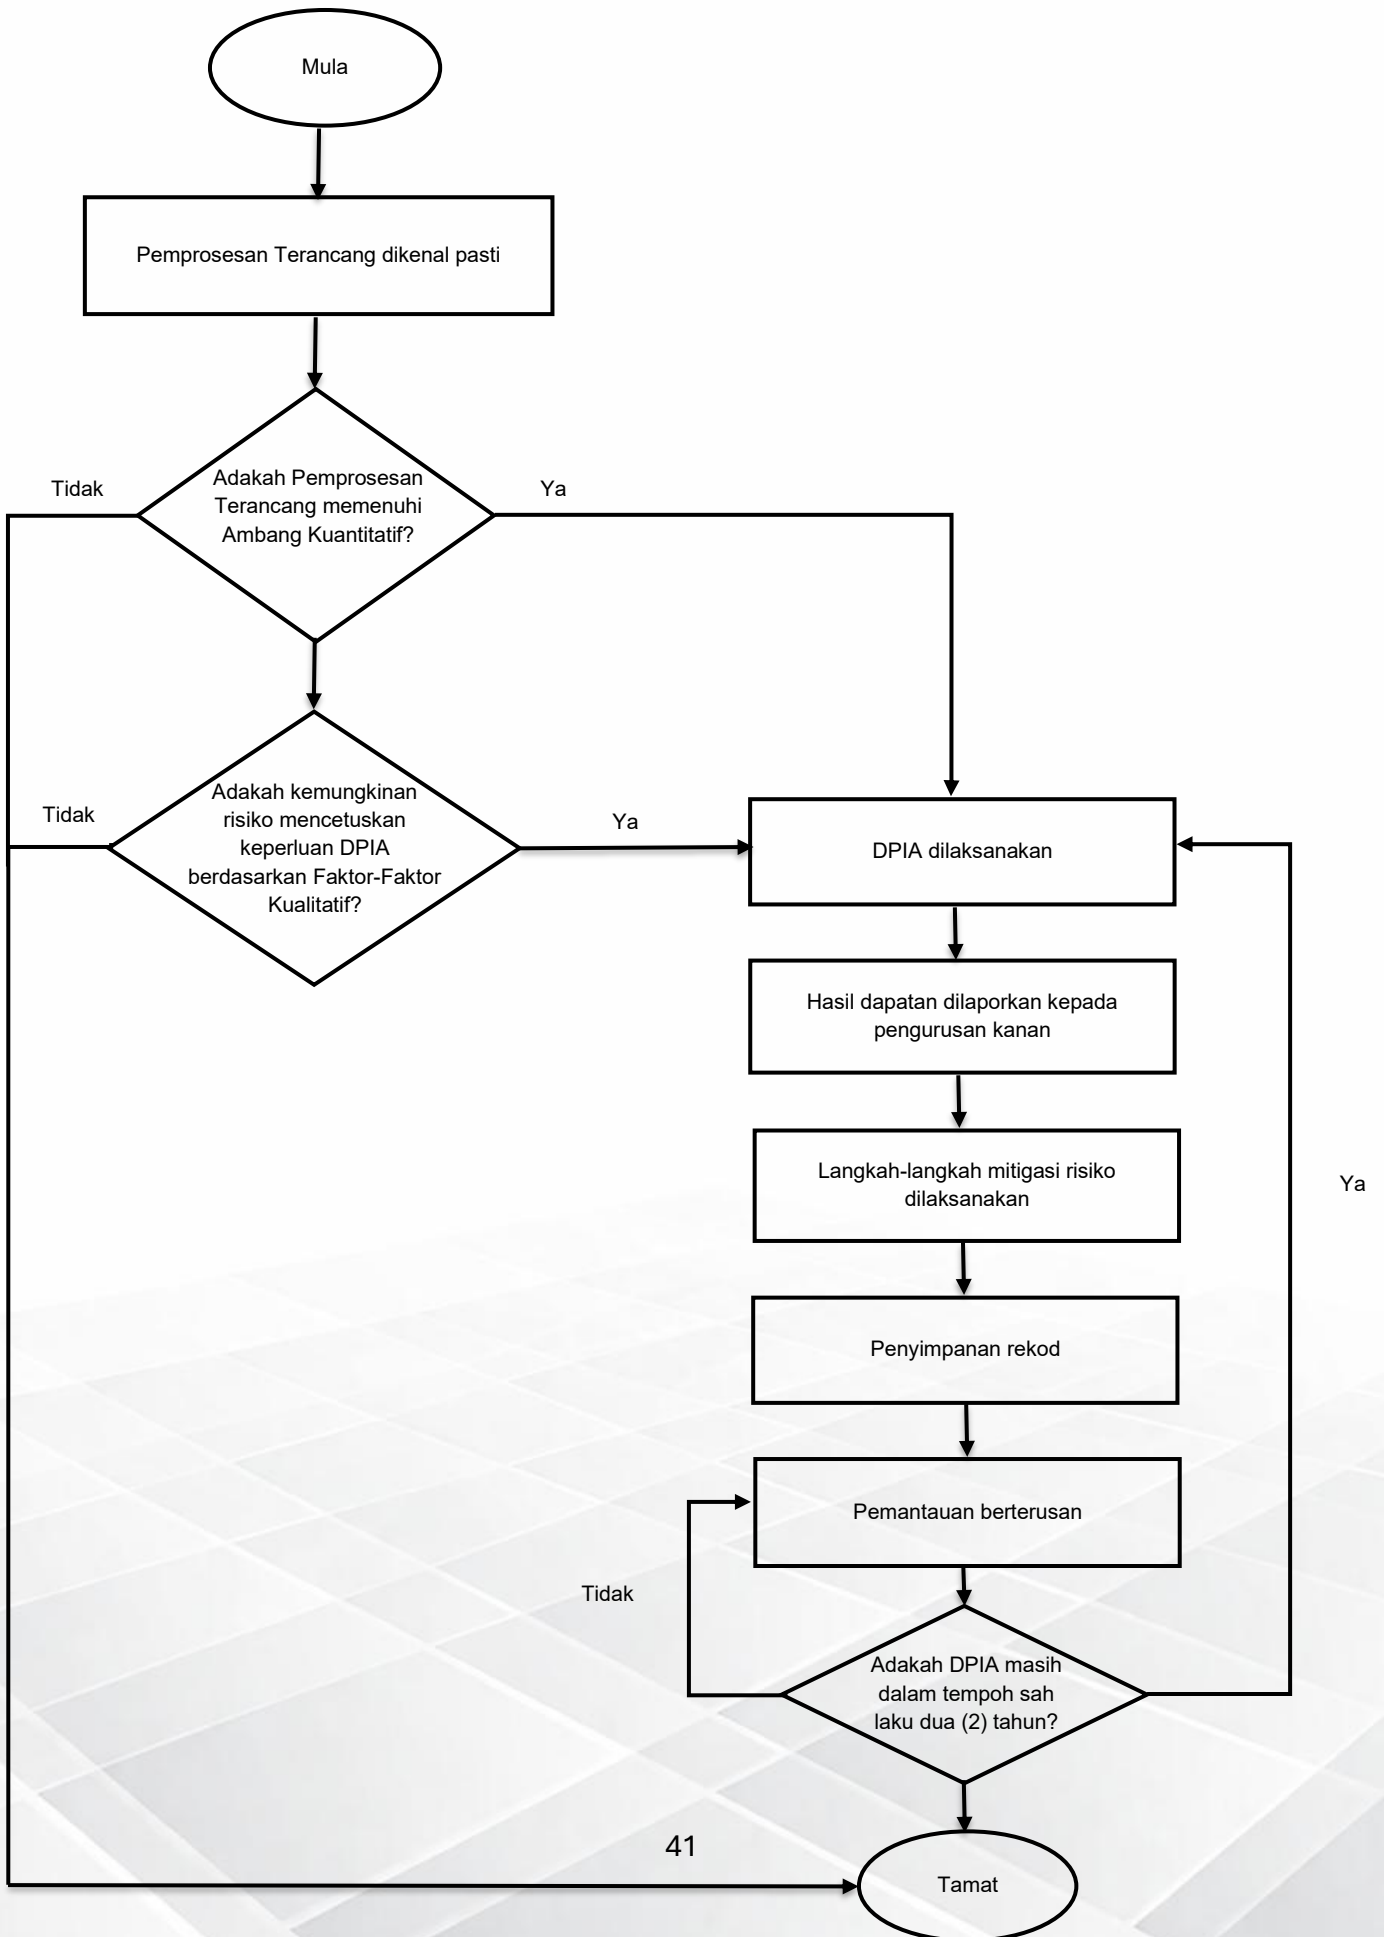 Mula
Pemprosesan Terancang dikenal pasti
Adakah Pemprosesan
Terancang memenuhi
Ambang Kuantitatif?
Tidak
Ya
Adakah kemungkinan
risiko mencetuskan
keperluan DPIA
berdasarkan Faktor-Faktor
Kualitatif?
Tidak
Ya
DPIA dilaksanakan
Hasil dapatan dilaporkan kepada
pengurusan kanan
Langkah-langkah mitigasi risiko
dilaksanakan
Ya
Penyimpanan rekod
Pemantauan berterusan
Tidak
Adakah DPIA masih
dalam tempoh sah
laku dua (2) tahun?
41
Tamat